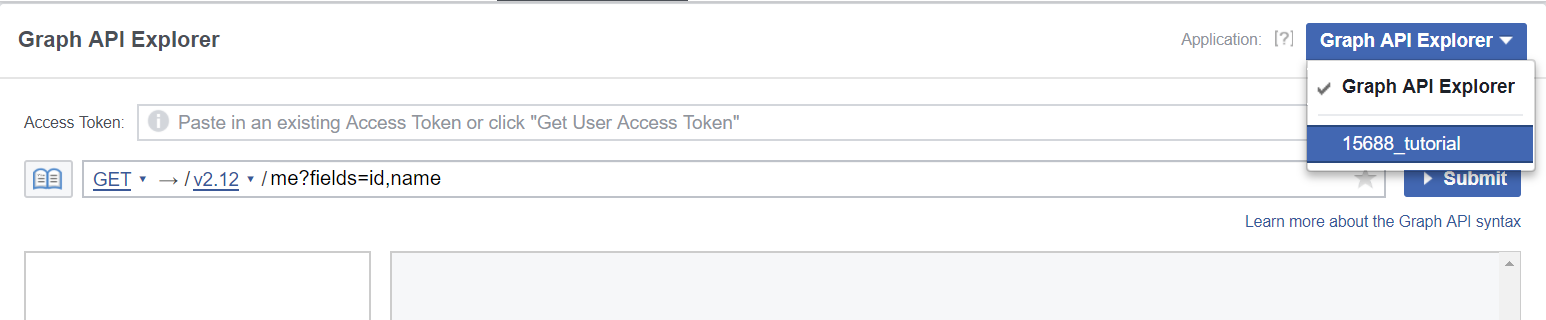 Graph API Explorer
Application: [?] Graph API Explorer
Graph API Explorer
15688_tutorial
Access Token: Paste in an existing Access Token or click "Get User Access Token"
GET → / v2.12 / me?fields=id,name
Submit
Learn more about the Graph API syntax